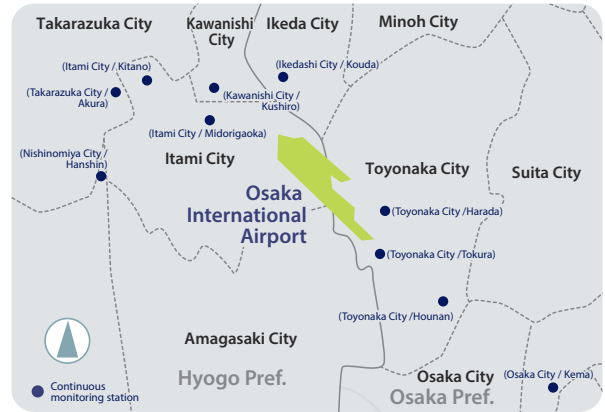 Takarazuka City
Kawanishi
City
Ikeda City
Minoh City
(Itami City / Kitano)
(Ikedashi City / Kouda)
(Takarazuka City /
Akura)
(Kawanishi City /
Kushiro)
(Itami City / Midorigaoka)
(Nishinomiya City /
Hanshin)
Itami City
Toyonaka City
Suita City
Osaka
International
Airport
(Toyonaka City /Harada)
(Toyonaka City /Tokura)
(Toyonaka City /Hounan)
Amagasaki City
Hyogo Pref.
Osaka City
(Osaka City / Kema)
Osaka Pref.
Continuous
monitoring station